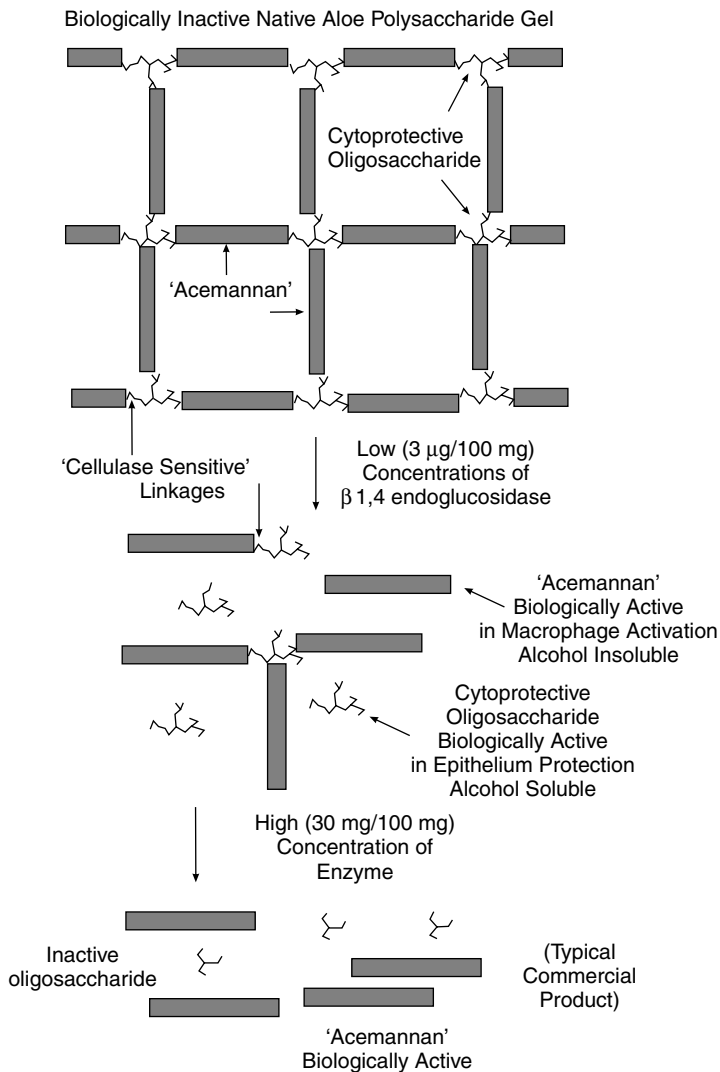 Biologically Inactive Native Aloe Polysaccharide Gel
Cytoprotective
Oligosaccharide
'Acemannan'
'Cellulase Sensitive'
Linkages
Low (3 μg/100 mg)
Concentrations of
β 1,4 endoglucosidase
'Acemannan'
Biologically Active
in Macrophage Activation
Alcohol Insoluble
Cytoprotective
Oligosaccharide
Biologically Active
in Epithelium Protection
Alcohol Soluble
High (30 mg/100 mg)
Concentration of
Enzyme
Inactive
oligosaccharide
(Typical
Commercial
Product)
'Acemannan'
Biologically Active